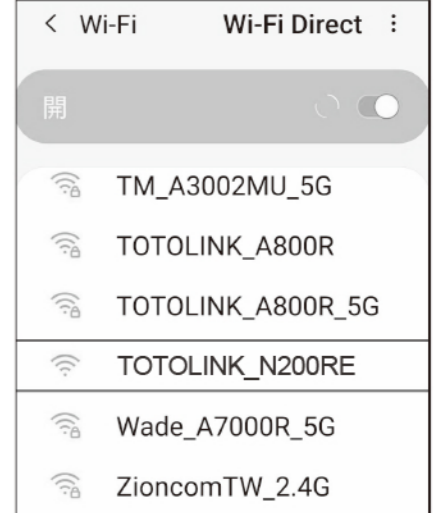 Wi-Fi Wi-Fi Direct
開
TM_A3002MU_5G
TOTOLINK_A800R
TOTOLINK_A800R_5G
TOTOLINK_N200RE
Wade_A7000R_5G
ZioncomTW_2.4G